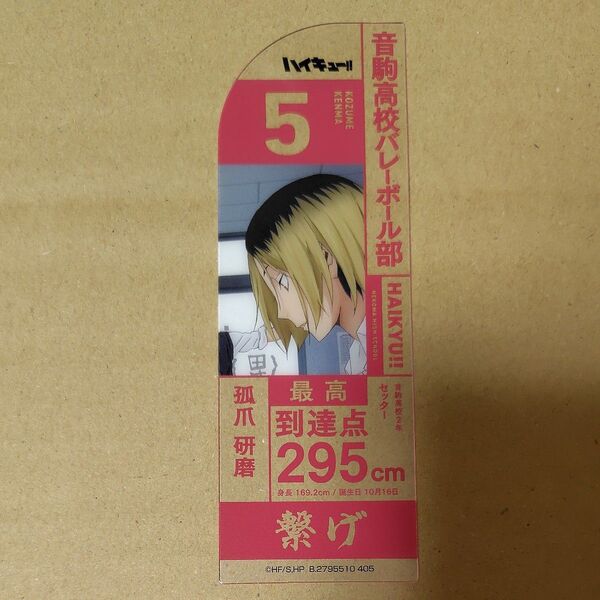 ハイキュー!!
音駒高校バレーボール部
5
KOZUME
KENMA
HAIKYU!!
NEKOMA HIGH SCHOOL
孤爪 研磨
最高
到達点
295cm
音駒高校2年
セッター
身長 169.2cm / 誕生日 10月16日
繋げ
©HF/S,HP B.2795510 405